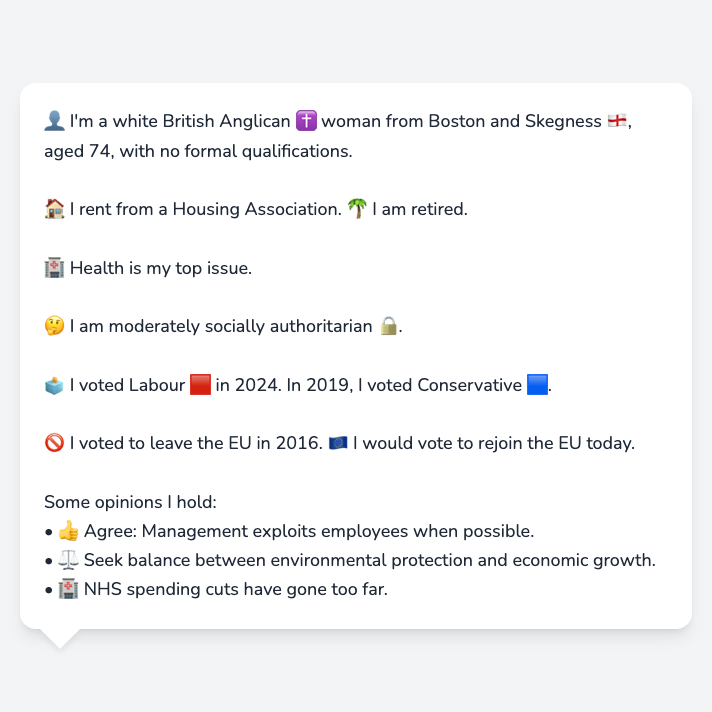 👤 I'm a white British Anglican ✝️ woman from Boston and Skegness 🏴󠁧󠁢󠁥󠁮󠁧󠁿,
aged 74, with no formal qualifications.
🏠 I rent from a Housing Association. 🌴 I am retired.
🏥 Health is my top issue.
🤔 I am moderately socially authoritarian 🔒.
🗳️ I voted Labour 🟥 in 2024. In 2019, I voted Conservative 🟦.
🚫 I voted to leave the EU in 2016. 🇪🇺 I would vote to rejoin the EU today.
Some opinions I hold:
• 👍 Agree: Management exploits employees when possible.
• ⚖️ Seek balance between environmental protection and economic growth.
• 🏥 NHS spending cuts have gone too far.